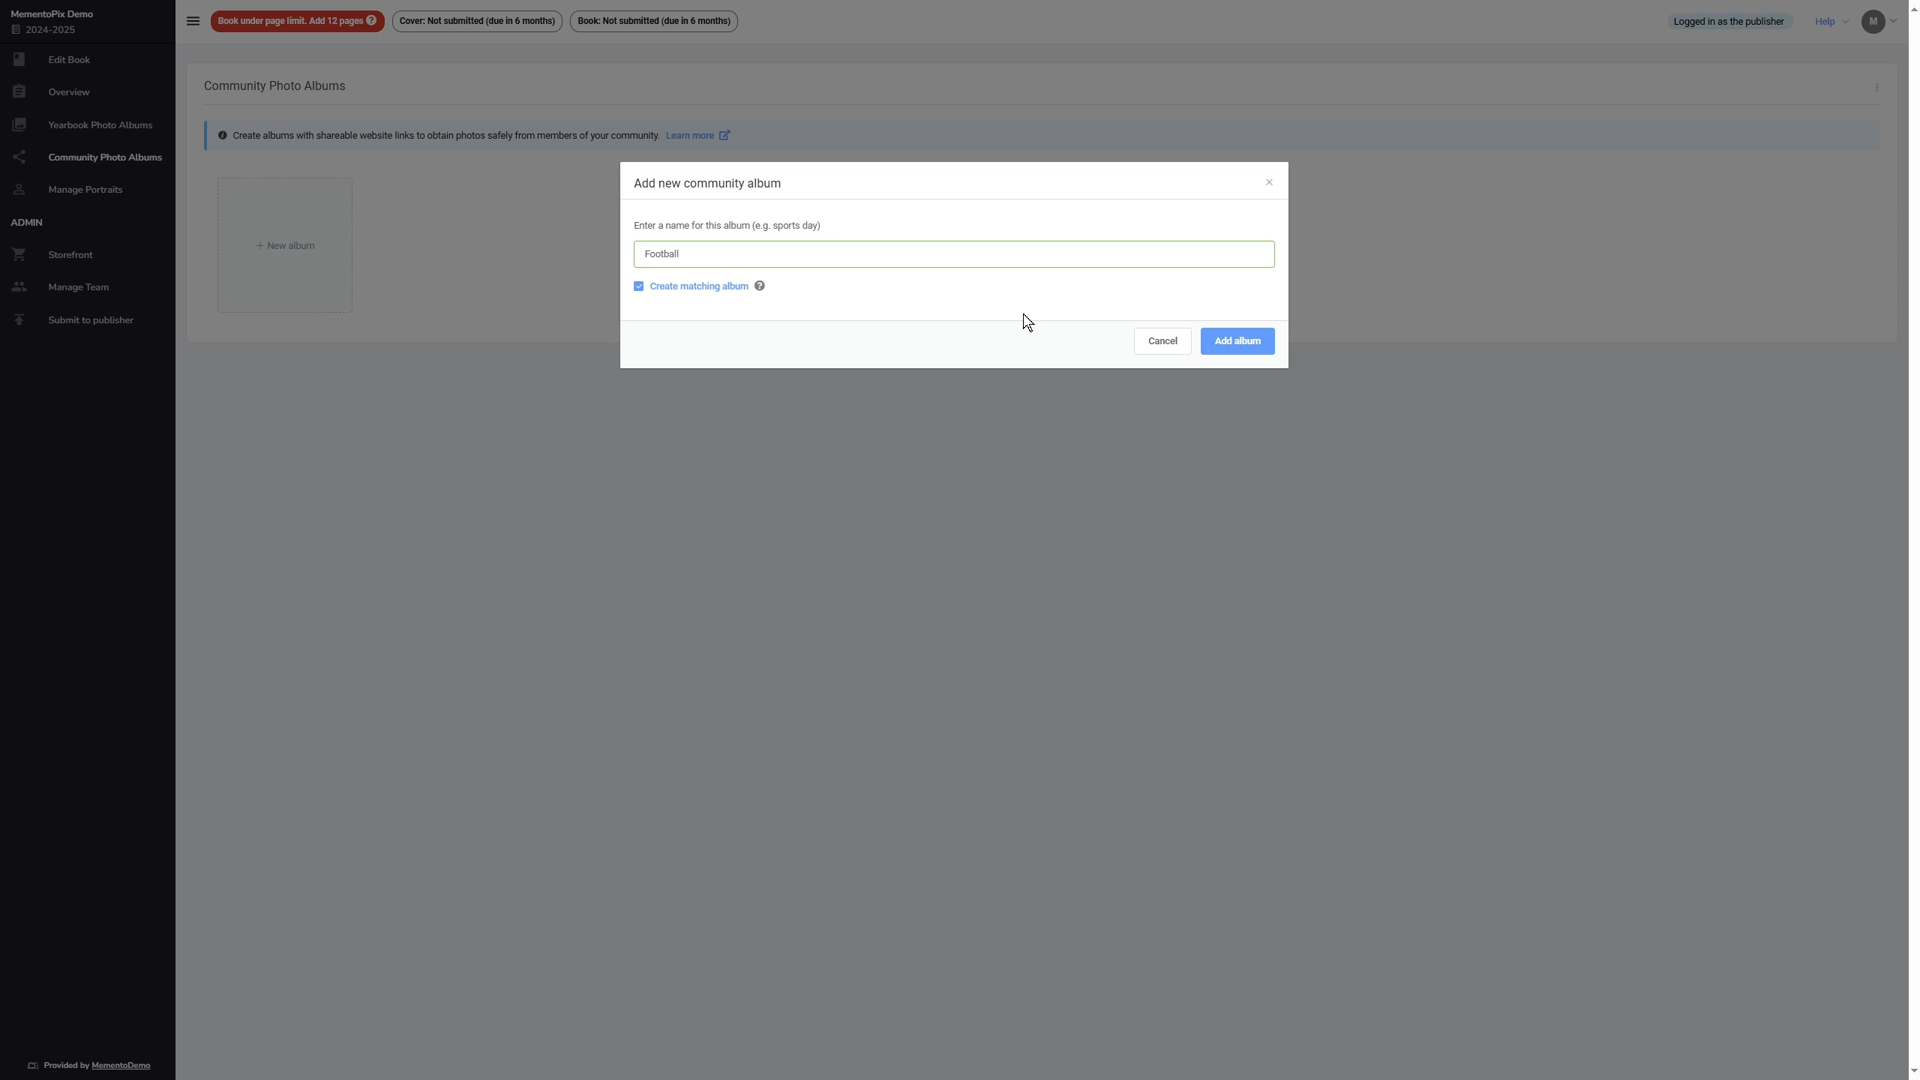 MementoPix Demo
2024-2025
Edit Book
Overview
Yearbook Photo Albums
Community Photo Albums
Manage Portraits
ADMIN
Storefront
Manage Team
Submit to publisher
Provided by MementoDemo
Book under page limit. Add 12 pages ?
Cover: Not submitted (due in 6 months)
Book: Not submitted (due in 6 months)
Logged in as the publisher
Help
M
Community Photo Albums
Create albums with shareable website links to obtain photos safely from members of your community. Learn more
+ New album
Add new community album
Enter a name for this album (e.g. sports day)
Football
Create matching album ?
Cancel
Add album